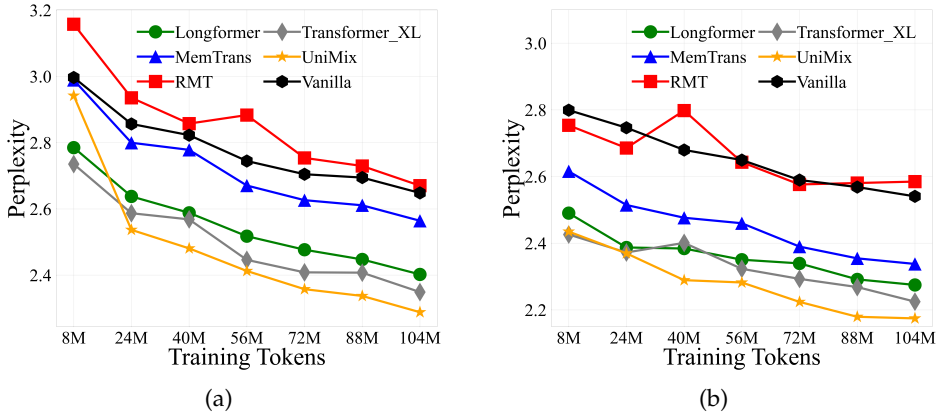 3.2
3.0
2.8
2.6
2.4
Perplexity
Longformer
MemTrans
RMT
Transformer_XL
UniMix
Vanilla
8M 24M 40M 56M 72M 88M 104M
Training Tokens
(a)
3.0
2.8
2.6
2.4
2.2
Perplexity
Longformer
MemTrans
RMT
Transformer_XL
UniMix
Vanilla
8M 24M 40M 56M 72M 88M 104M
Training Tokens
(b)